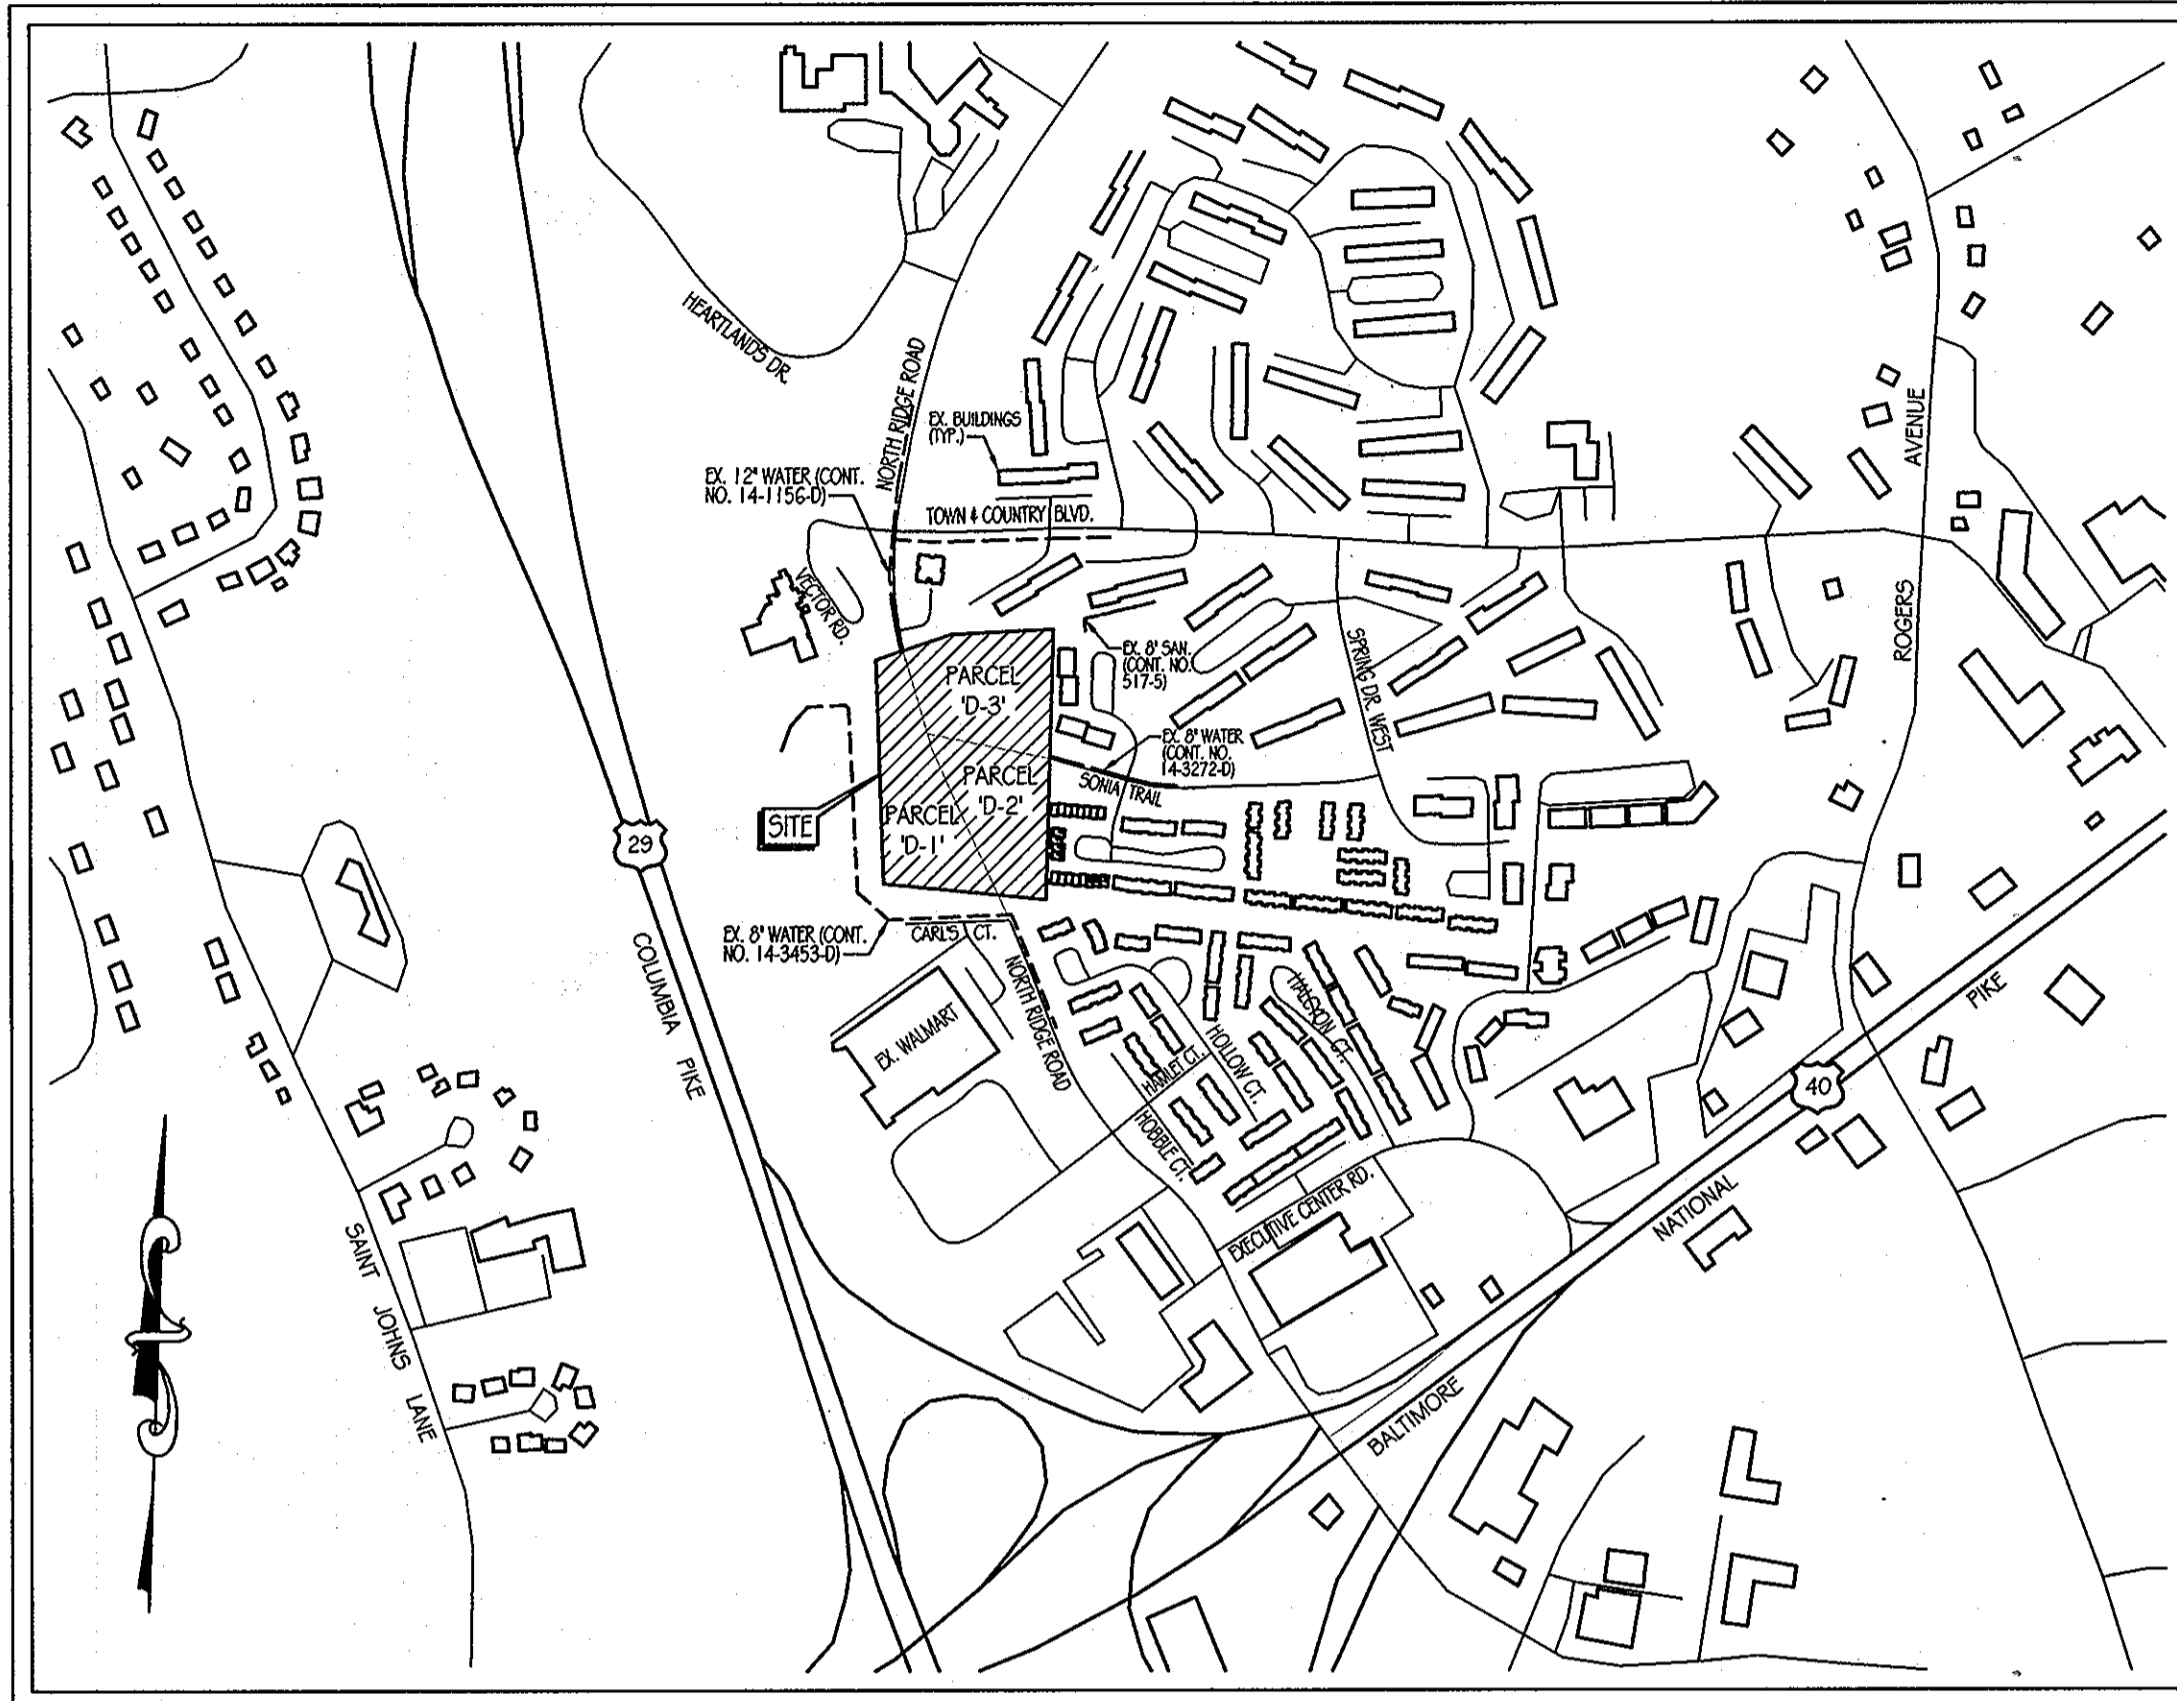 HEARTLANDS DR.
NORTH RIDGE ROAD
EX. BUILDINGS
(TYP.)
EX. 12" WATER (CONT.
NO. 14-1156-D)
TOWN & COUNTRY BLVD.
AVENUE
ROGERS
VECTOR RD.
EX. 8" SAN.
(CONT. NO.
517-S)
SPRING DR. WEST
PARCEL
'D-3'
EX. 8" WATER
(CONT. NO.
14-3272-D)
SONIA TRAIL
PARCEL
'D-2'
PARCEL
'D-1'
SITE
29
EX. 8" WATER (CONT.
NO. 14-3453-D)
CARL'S CT.
COLUMBIA PIKE
NORTH RIDGE ROAD
EX. WALMART
HALCYON CT.
HOLLOW CT.
HAMLET CT.
HOBBLE CT.
PIKE
40
NATIONAL
EXECUTIVE CENTER RD.
SAINT JOHNS LANE
BALTIMORE